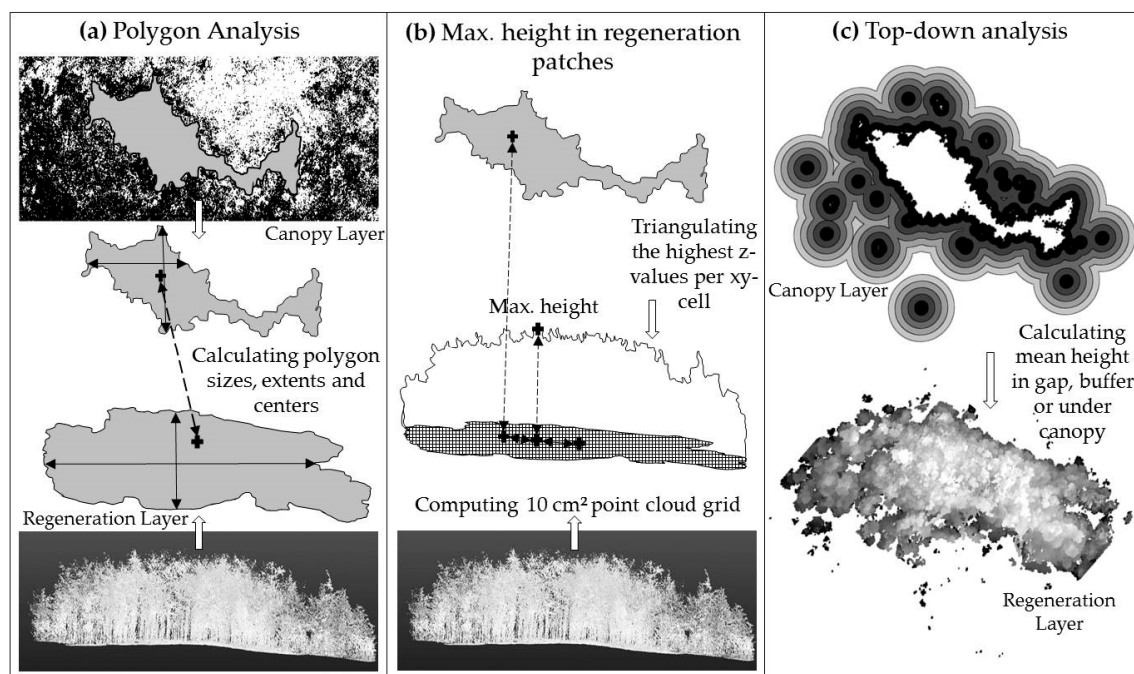 (a) Polygon Analysis
Canopy Layer
Calculating polygon
sizes, extents and
centers
Regeneration Layer
(b) Max. height in regeneration
patches
Triangulating
the highest z-
values per xy-
cell
Max. height
Computing 10 cm² point cloud grid
(c) Top-down analysis
Canopy Layer
Calculating
mean height
in gap, buffer
or under
canopy
Regeneration
Layer